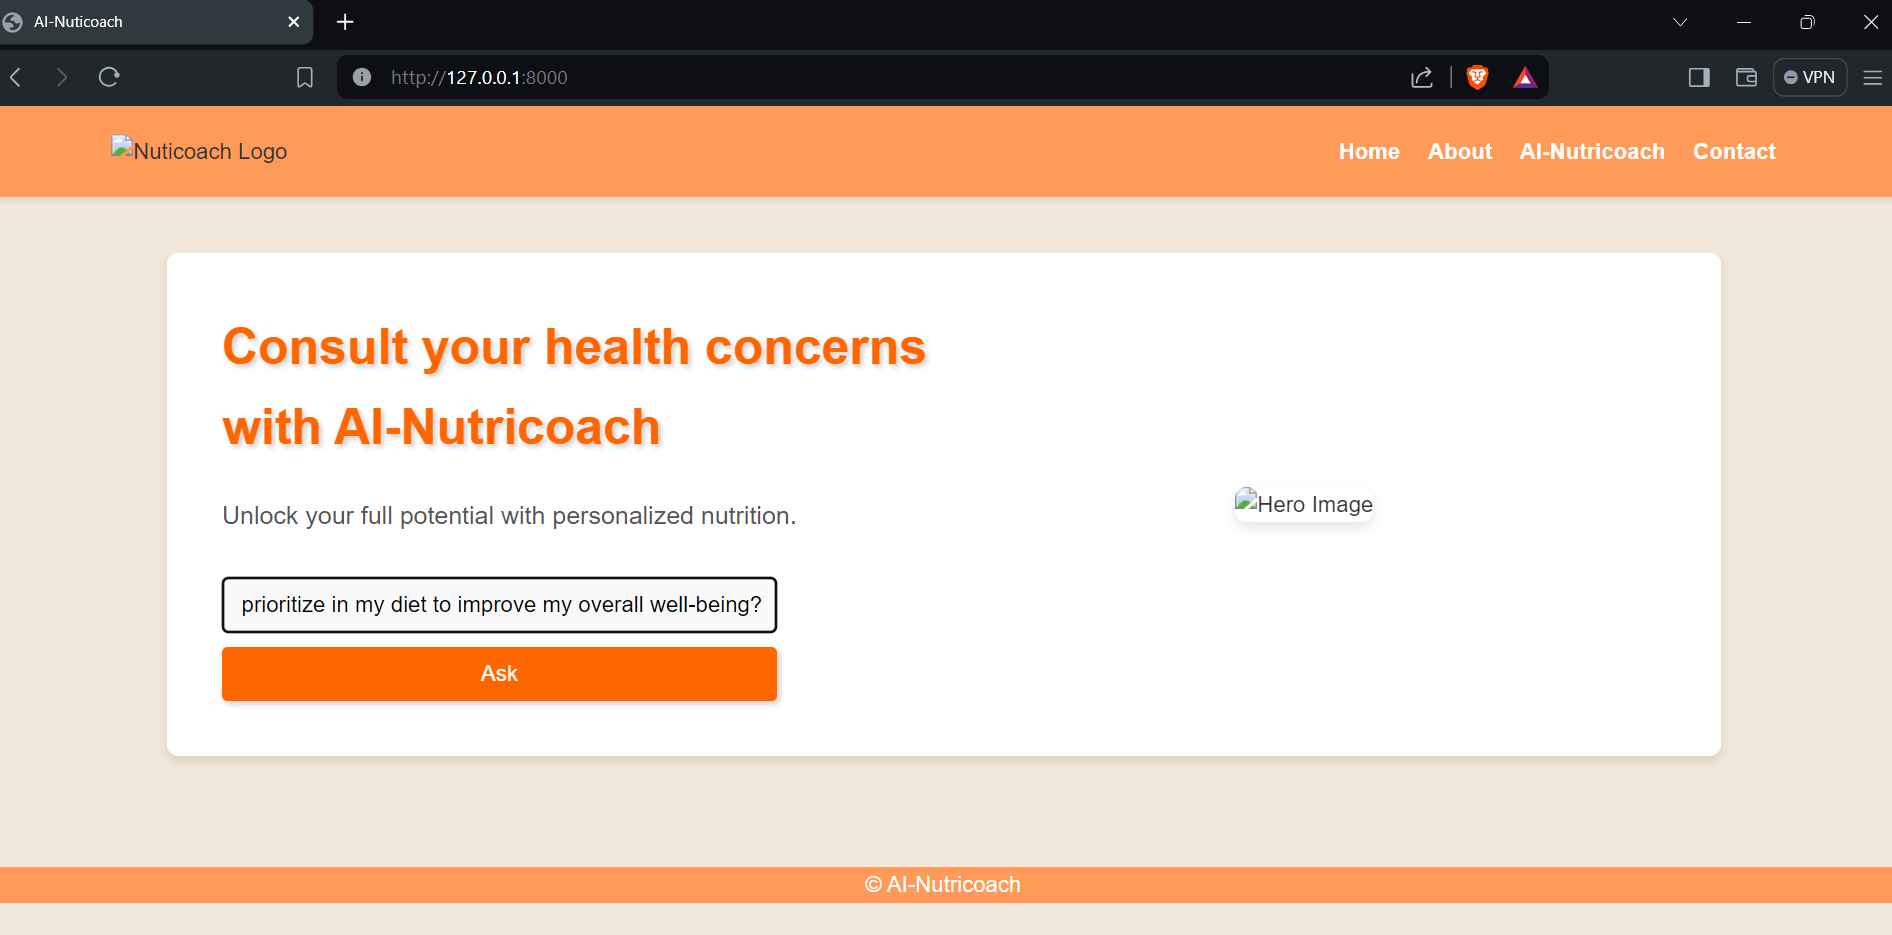 AI-Nuticoach
http://127.0.0.1:8000
VPN
Nuticoach Logo
Home About AI-Nutricoach Contact
Consult your health concerns
with AI-Nutricoach
Unlock your full potential with personalized nutrition.
Hero Image
prioritize in my diet to improve my overall well-being?
Ask
© AI-Nutricoach